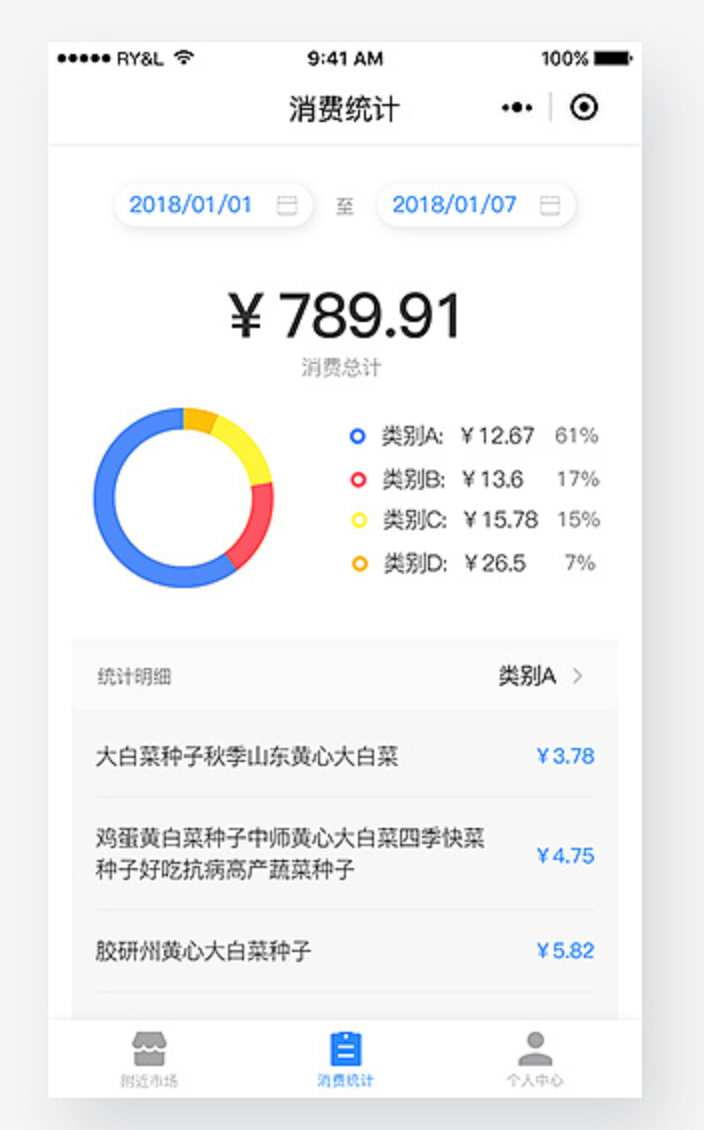 RY&L 9:41 AM 100%
消费统计
2018/01/01 至 2018/01/07
¥ 789.91
消费总计
类别A: ¥12.67 61%
类别B: ¥13.6 17%
类别C: ¥15.78 15%
类别D: ¥26.5 7%
统计明细 类别A
大白菜种子秋季山东黄心大白菜 ¥3.78
鸡蛋黄白菜种子中师黄心大白菜四季快菜
种子好吃抗病高产蔬菜种子 ¥4.75
胶研州黄心大白菜种子 ¥5.82
附近市场 消费统计 个人中心